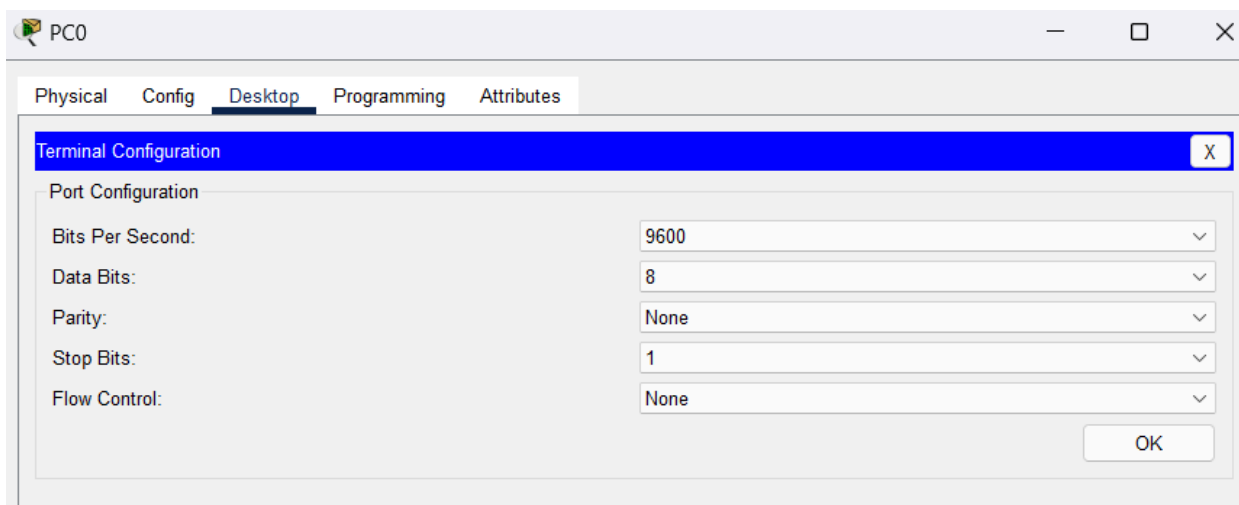 PC0
Physical Config Desktop Programming Attributes
Terminal Configuration X
Port Configuration
Bits Per Second: 9600
Data Bits: 8
Parity: None
Stop Bits: 1
Flow Control: None
OK